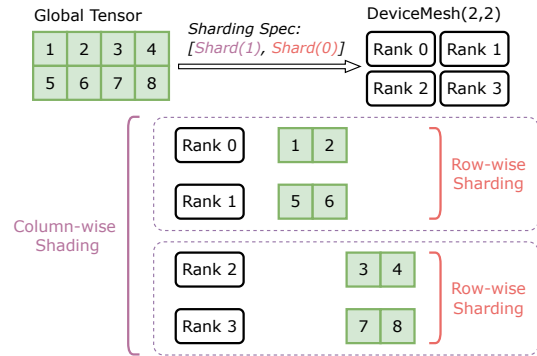 Global Tensor
1 2 3 4
5 6 7 8
Sharding Spec:
[Shard(1), Shard(0)]
DeviceMesh(2,2)
Rank 0 Rank 1
Rank 2 Rank 3
Column-wise
Shading
Rank 0 1 2
Rank 1 5 6
Row-wise
Sharding
Rank 2 3 4
Rank 3 7 8
Row-wise
Sharding